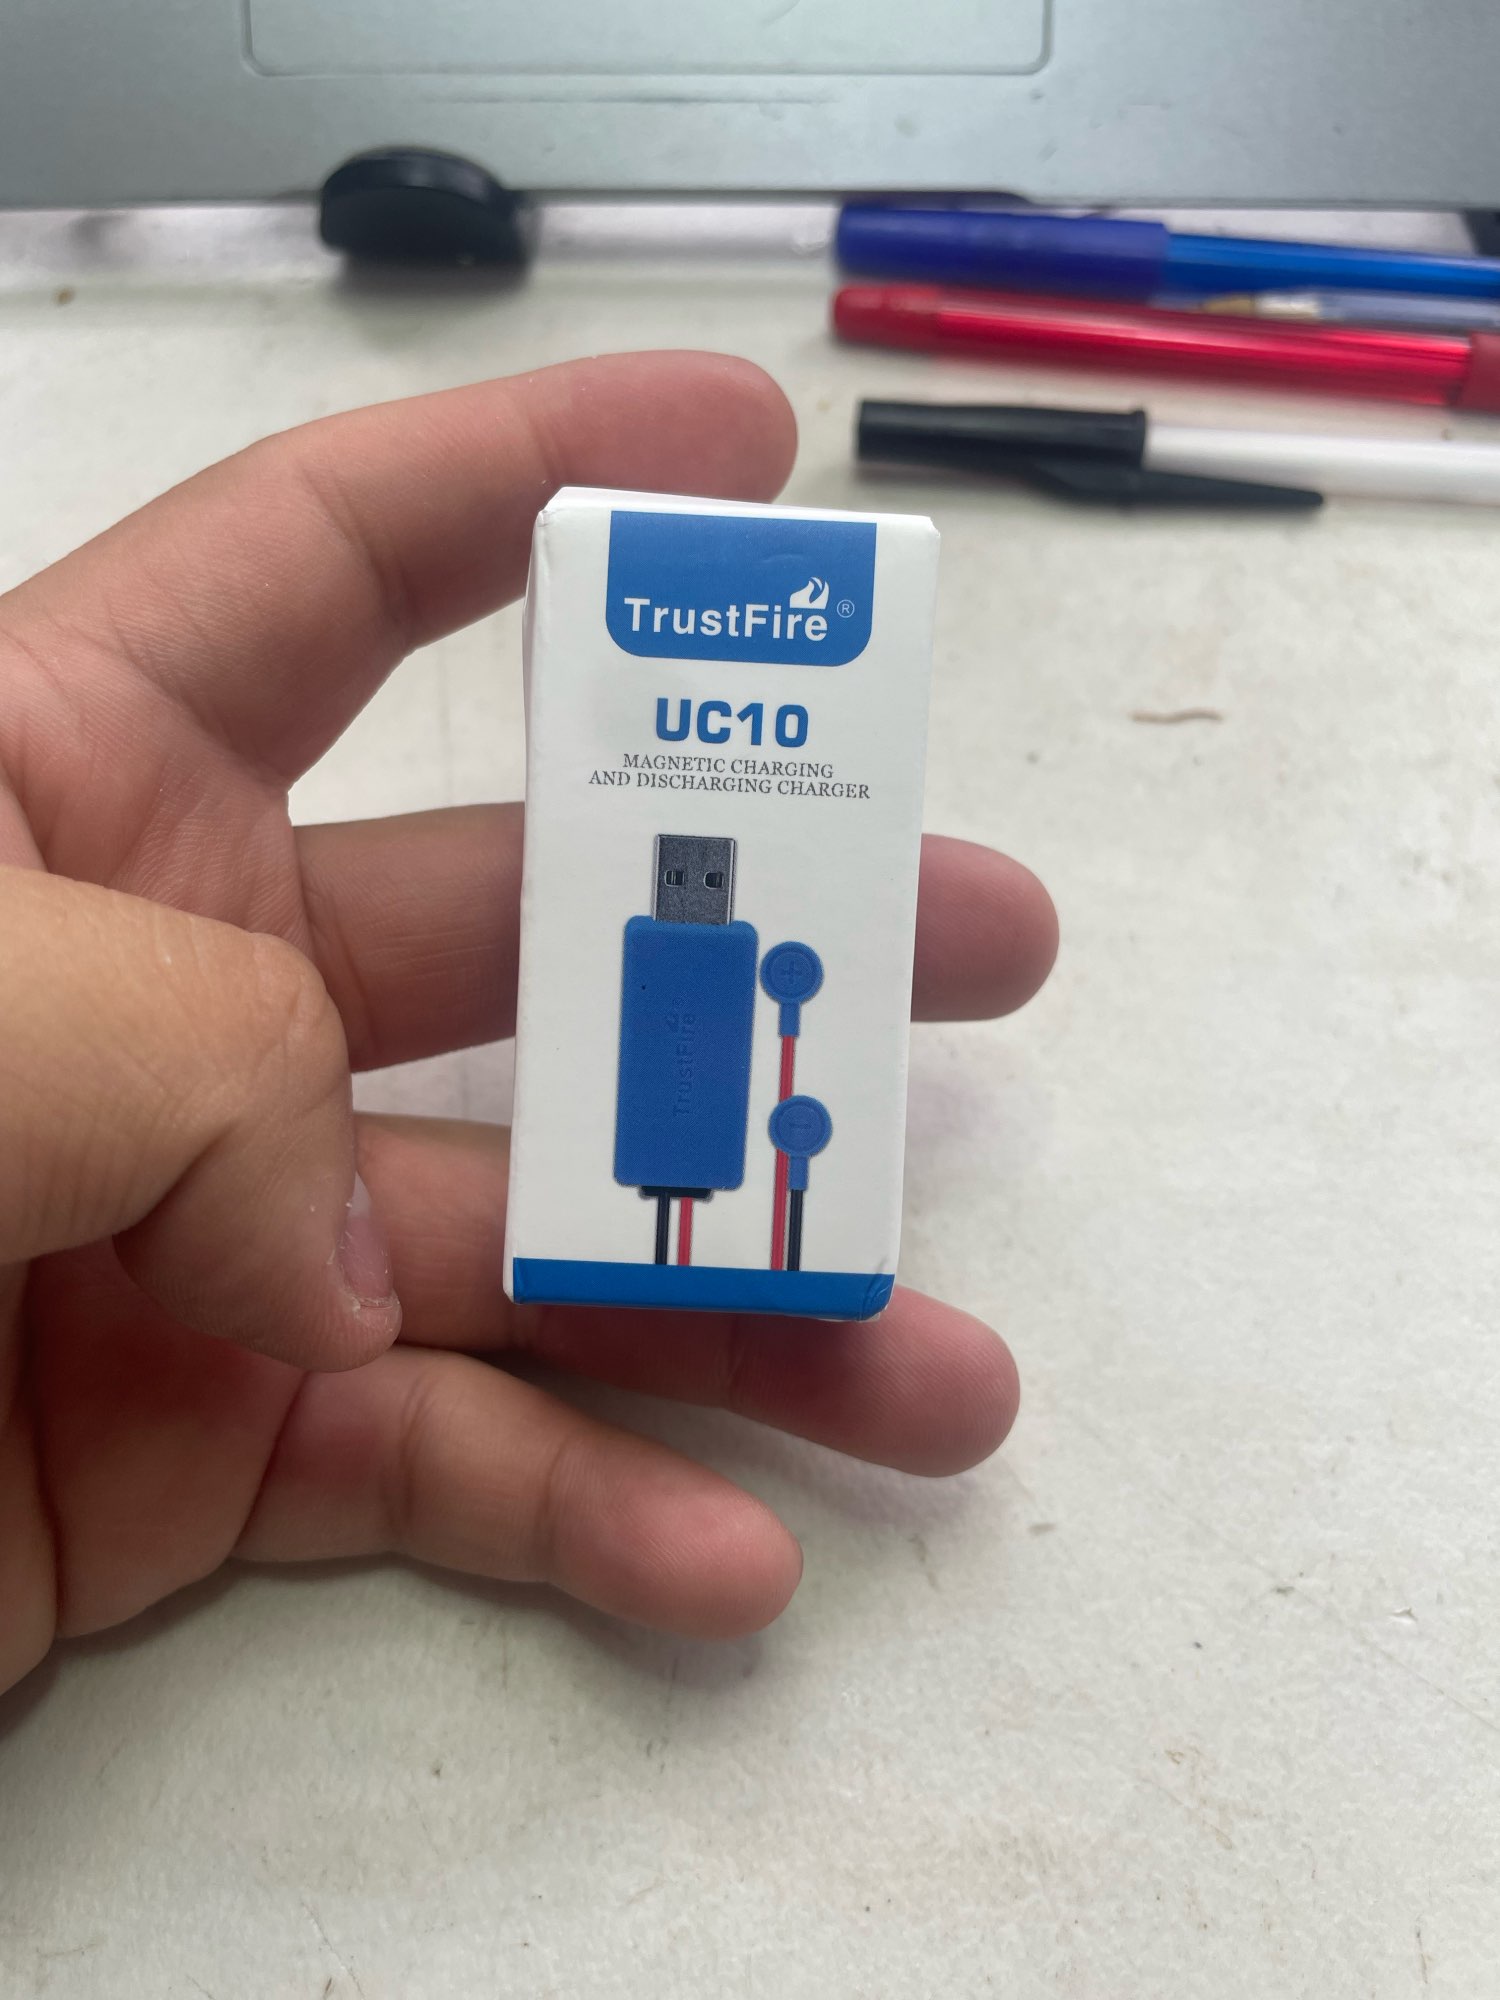 TrustFire®
UC10
MAGNETIC CHARGING
AND DISCHARGING CHARGER
TrustFire®
+
-